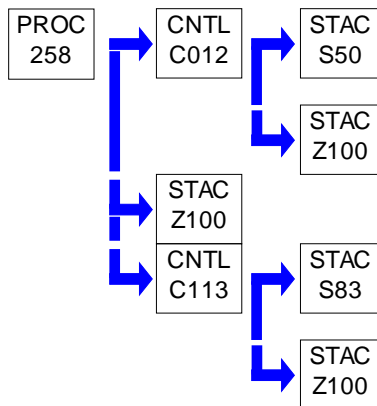 PROC
258
CNTL
C012
STAC
S50
STAC
Z100
STAC
Z100
CNTL
C113
STAC
S83
STAC
Z100